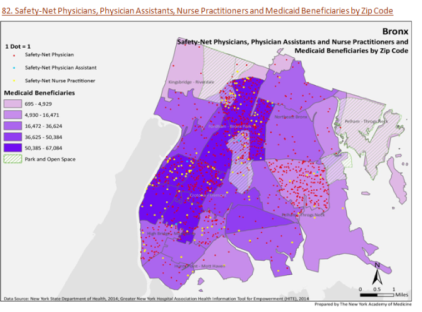 82. Safety-Net Physicians, Physician Assistants, Nurse Practitioners and Medicaid Beneficiaries by Zip Code
Bronx
Safety-Net Physicians, Physician Assistants and Nurse Practitioners and
Medicaid Beneficiaries by Zip Code
1 Dot = 1
Safety-Net Physician
Safety-Net Physician Assistant
Safety-Net Nurse Practitioner
Medicaid Beneficiaries
695 - 4,929
4,930 - 16,471
16,472 - 36,624
36,625 - 50,384
50,385 - 67,084
Park and Open Space
Kingsbridge - Riverdale
N
0 0.5 1
Miles
Data Source: New York State Department of Health, 2014; Greater New York Hospital Association Health Information Tool for Empowerment (HITE), 2014
Prepared by The New York Academy of Medicine